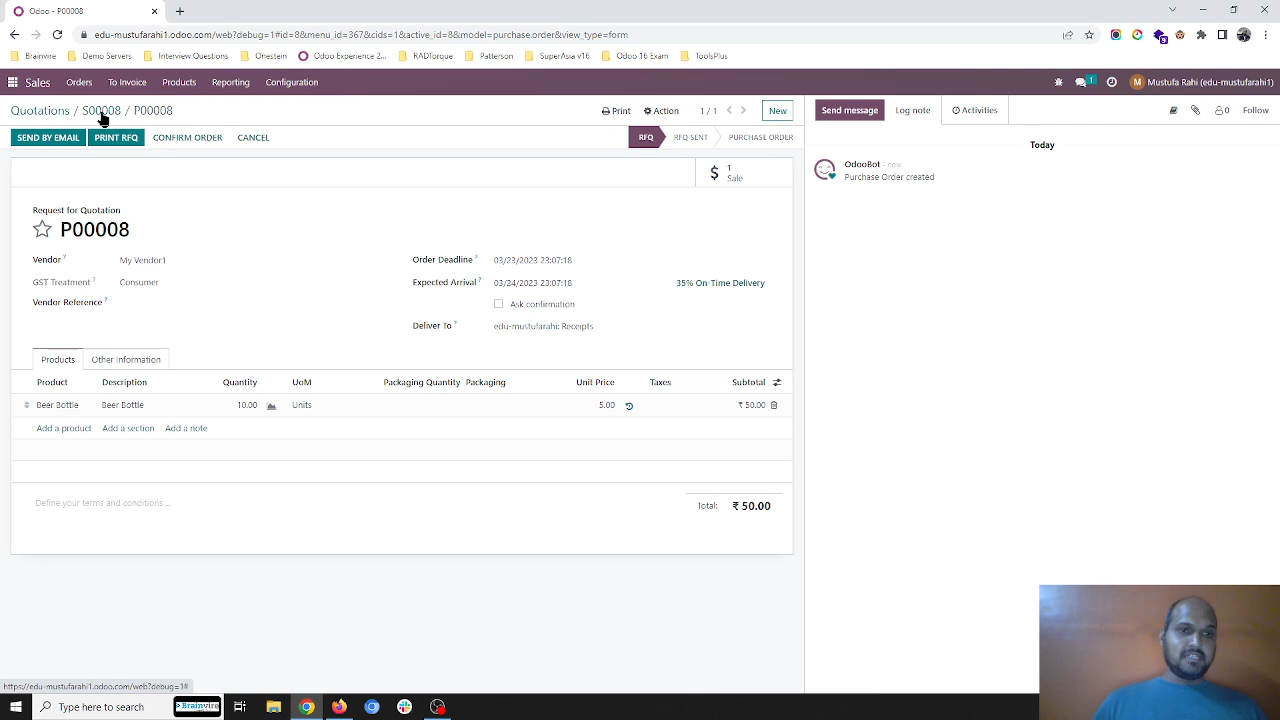 Odoo - P00008
edu-mustufarahi1.odoo.com/web?debug=1#id=8&menu_id=367&cids=1&active_id=8&model=purchase.order&view_type=form
Brainvire Demo Servers Interview Questions Onestein Odoo Experience 2... RADTorque Patterson SuperAsia v16 Odoo 16 Exam ToolsPlus
Sales Orders To Invoice Products Reporting Configuration 1 M Mustufa Rahi (edu-mustufarahi1)
Quotations / S00008 / P00008 Print Action 1 / 1 New Send message Log note Activities 0 Follow
SEND BY EMAIL PRINT RFQ CONFIRM ORDER CANCEL RFQ RFQ SENT PURCHASE ORDER
Today
OdooBot - now
Purchase Order created
$ 1 Sale
Request for Quotation
P00008
Vendor ? My Vendor1 Order Deadline ? 03/23/2023 23:07:18
GST Treatment ? Consumer Expected Arrival ? 03/24/2023 23:07:18 35% On-Time Delivery
Vendor Reference ? Ask confirmation
Deliver To ? edu-mustufarahi: Receipts
Products Other Information
Product Description Quantity UoM Packaging Quantity Packaging Unit Price Taxes Subtotal
Beer Bottle Beer Bottle 10.00 Units 5.00 ₹ 50.00
Add a product Add a section Add a note
Define your terms and conditions ... Total: ₹ 50.00
https://edu-mustufarahi1.odoo.com/web?debug=1#
Type here to search Brainvire